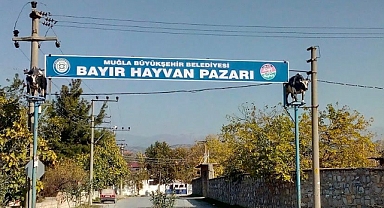 MUĞLA BÜYÜKŞEHİR BELEDİYESİ
BAYIR HAYVAN PAZARI